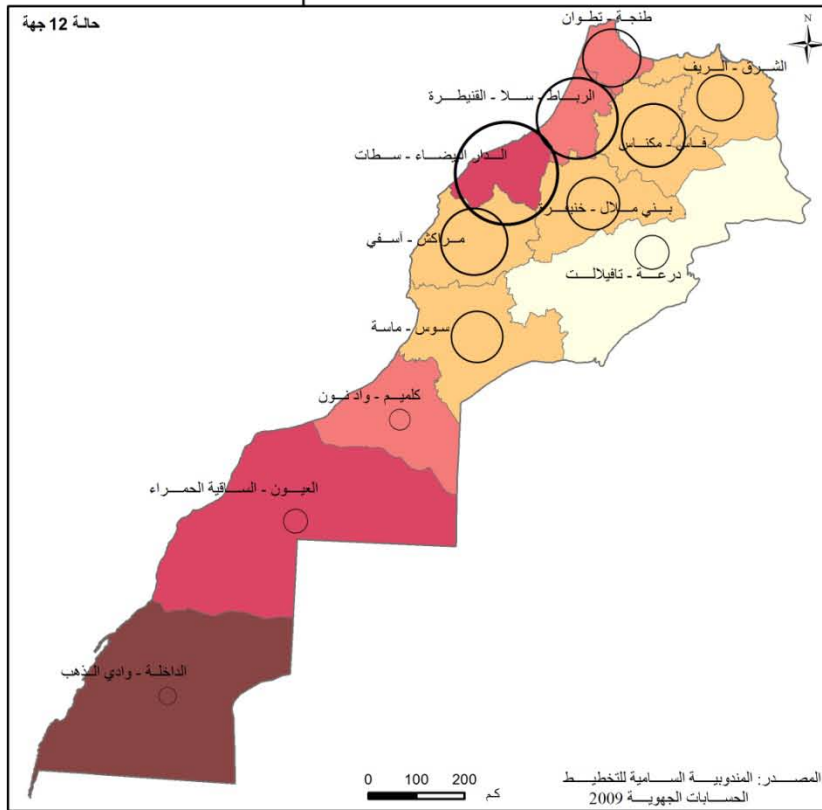 حالة 12 جهة
N
طنجة - تطوان
الشرق - الريف
الرباط - سلا - القنيطرة
فاس - مكناس
الدار البيضاء - سطات
بني ملال - خنيفرة
مراكش - آسفي
درعة - تافيلالت
سوس - ماسة
كلميم - واد نون
العيون - الساقية الحمراء
الداخلة - وادي الذهب
0 100 200 كم
المصدر: المندوبية السامية للتخطيط
الحسابات الجهوية 2009